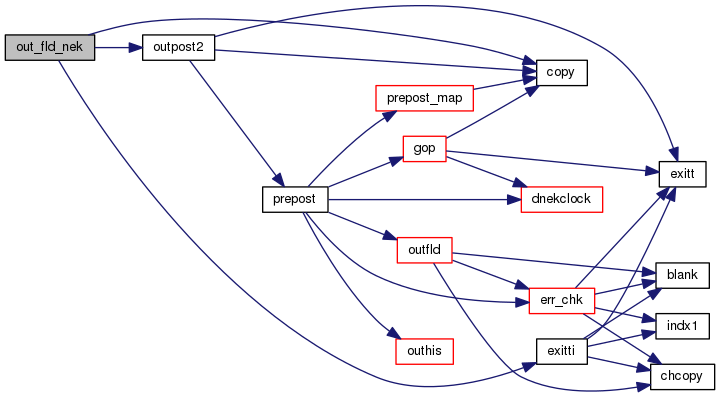 out_fld_nek
outpost2
copy
prepost_map
gop
exitt
prepost
dnekclock
outfld
blank
err_chk
indx1
outhis
exitti
chcopy